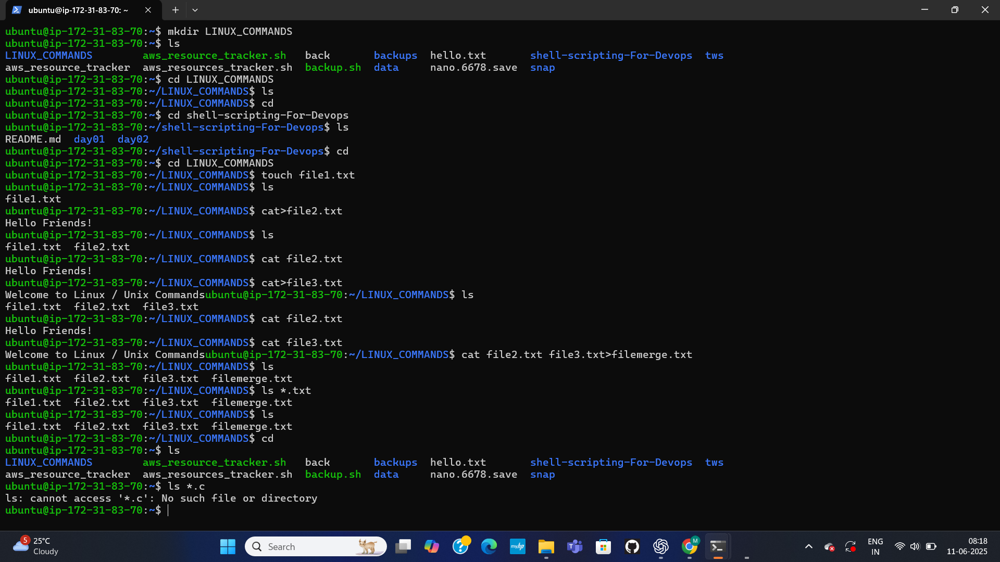 ubuntu@ip-172-31-83-70: ~
ubuntu@ip-172-31-83-70:~$ mkdir LINUX_COMMANDS
ubuntu@ip-172-31-83-70:~$ ls
LINUX_COMMANDS        aws_resource_tracker.sh   back       backups  hello.txt       shell-scripting-For-Devops  tws
aws_resource_tracker  aws_resources_tracker.sh  backup.sh  data     nano.6678.save  snap
ubuntu@ip-172-31-83-70:~$ cd LINUX_COMMANDS
ubuntu@ip-172-31-83-70:~/LINUX_COMMANDS$ ls
ubuntu@ip-172-31-83-70:~/LINUX_COMMANDS$ cd
ubuntu@ip-172-31-83-70:~$ cd shell-scripting-For-Devops
ubuntu@ip-172-31-83-70:~/shell-scripting-For-Devops$ ls
README.md  day01  day02
ubuntu@ip-172-31-83-70:~/shell-scripting-For-Devops$ cd
ubuntu@ip-172-31-83-70:~$ cd LINUX_COMMANDS
ubuntu@ip-172-31-83-70:~/LINUX_COMMANDS$ touch file1.txt
ubuntu@ip-172-31-83-70:~/LINUX_COMMANDS$ ls
file1.txt
ubuntu@ip-172-31-83-70:~/LINUX_COMMANDS$ cat>file2.txt
Hello Friends!
ubuntu@ip-172-31-83-70:~/LINUX_COMMANDS$ ls
file1.txt  file2.txt
ubuntu@ip-172-31-83-70:~/LINUX_COMMANDS$ cat file2.txt
Hello Friends!
ubuntu@ip-172-31-83-70:~/LINUX_COMMANDS$ cat>file3.txt
Welcome to Linux / Unix Commandsubuntu@ip-172-31-83-70:~/LINUX_COMMANDS$ ls
file1.txt  file2.txt  file3.txt
ubuntu@ip-172-31-83-70:~/LINUX_COMMANDS$ cat file2.txt
Hello Friends!
ubuntu@ip-172-31-83-70:~/LINUX_COMMANDS$ cat file3.txt
Welcome to Linux / Unix Commandsubuntu@ip-172-31-83-70:~/LINUX_COMMANDS$ cat file2.txt file3.txt>filemerge.txt
ubuntu@ip-172-31-83-70:~/LINUX_COMMANDS$ ls
file1.txt  file2.txt  file3.txt  filemerge.txt
ubuntu@ip-172-31-83-70:~/LINUX_COMMANDS$ ls *.txt
file1.txt  file2.txt  file3.txt  filemerge.txt
ubuntu@ip-172-31-83-70:~/LINUX_COMMANDS$ ls
file1.txt  file2.txt  file3.txt  filemerge.txt
ubuntu@ip-172-31-83-70:~/LINUX_COMMANDS$ cd
ubuntu@ip-172-31-83-70:~$ ls
LINUX_COMMANDS        aws_resource_tracker.sh   back       backups  hello.txt       shell-scripting-For-Devops  tws
aws_resource_tracker  aws_resources_tracker.sh  backup.sh  data     nano.6678.save  snap
ubuntu@ip-172-31-83-70:~$ ls *.c
ls: cannot access '*.c': No such file or directory
ubuntu@ip-172-31-83-70:~$
5 25°C
Cloudy
Search
myhp
T
M
ENG
IN
08:18
11-06-2025